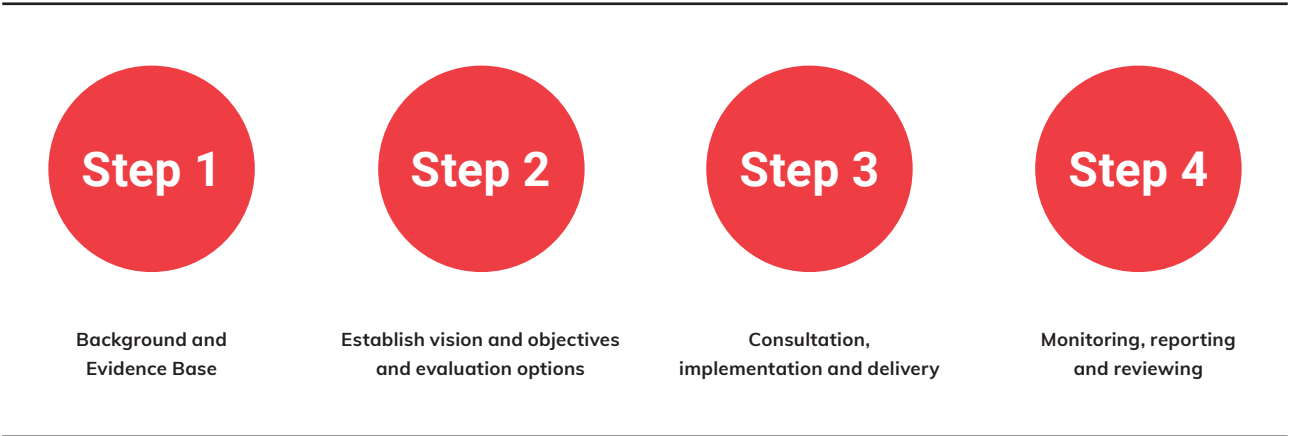 Step 1
Background and
Evidence Base
Step 2
Establish vision and objectives
and evaluation options
Step 3
Consultation,
implementation and delivery
Step 4
Monitoring, reporting
and reviewing